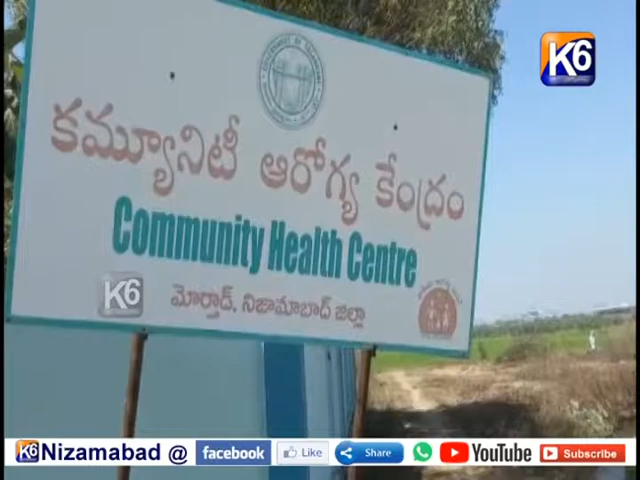 K6
కమ్యూనిటీ ఆరోగ్య కేంద్రం
Community Health Centre
K6
మోర్తాడ్, నిజామాబాద్ జిల్లా
K6 Nizamabad @ facebook Like Share YouTube Subscribe